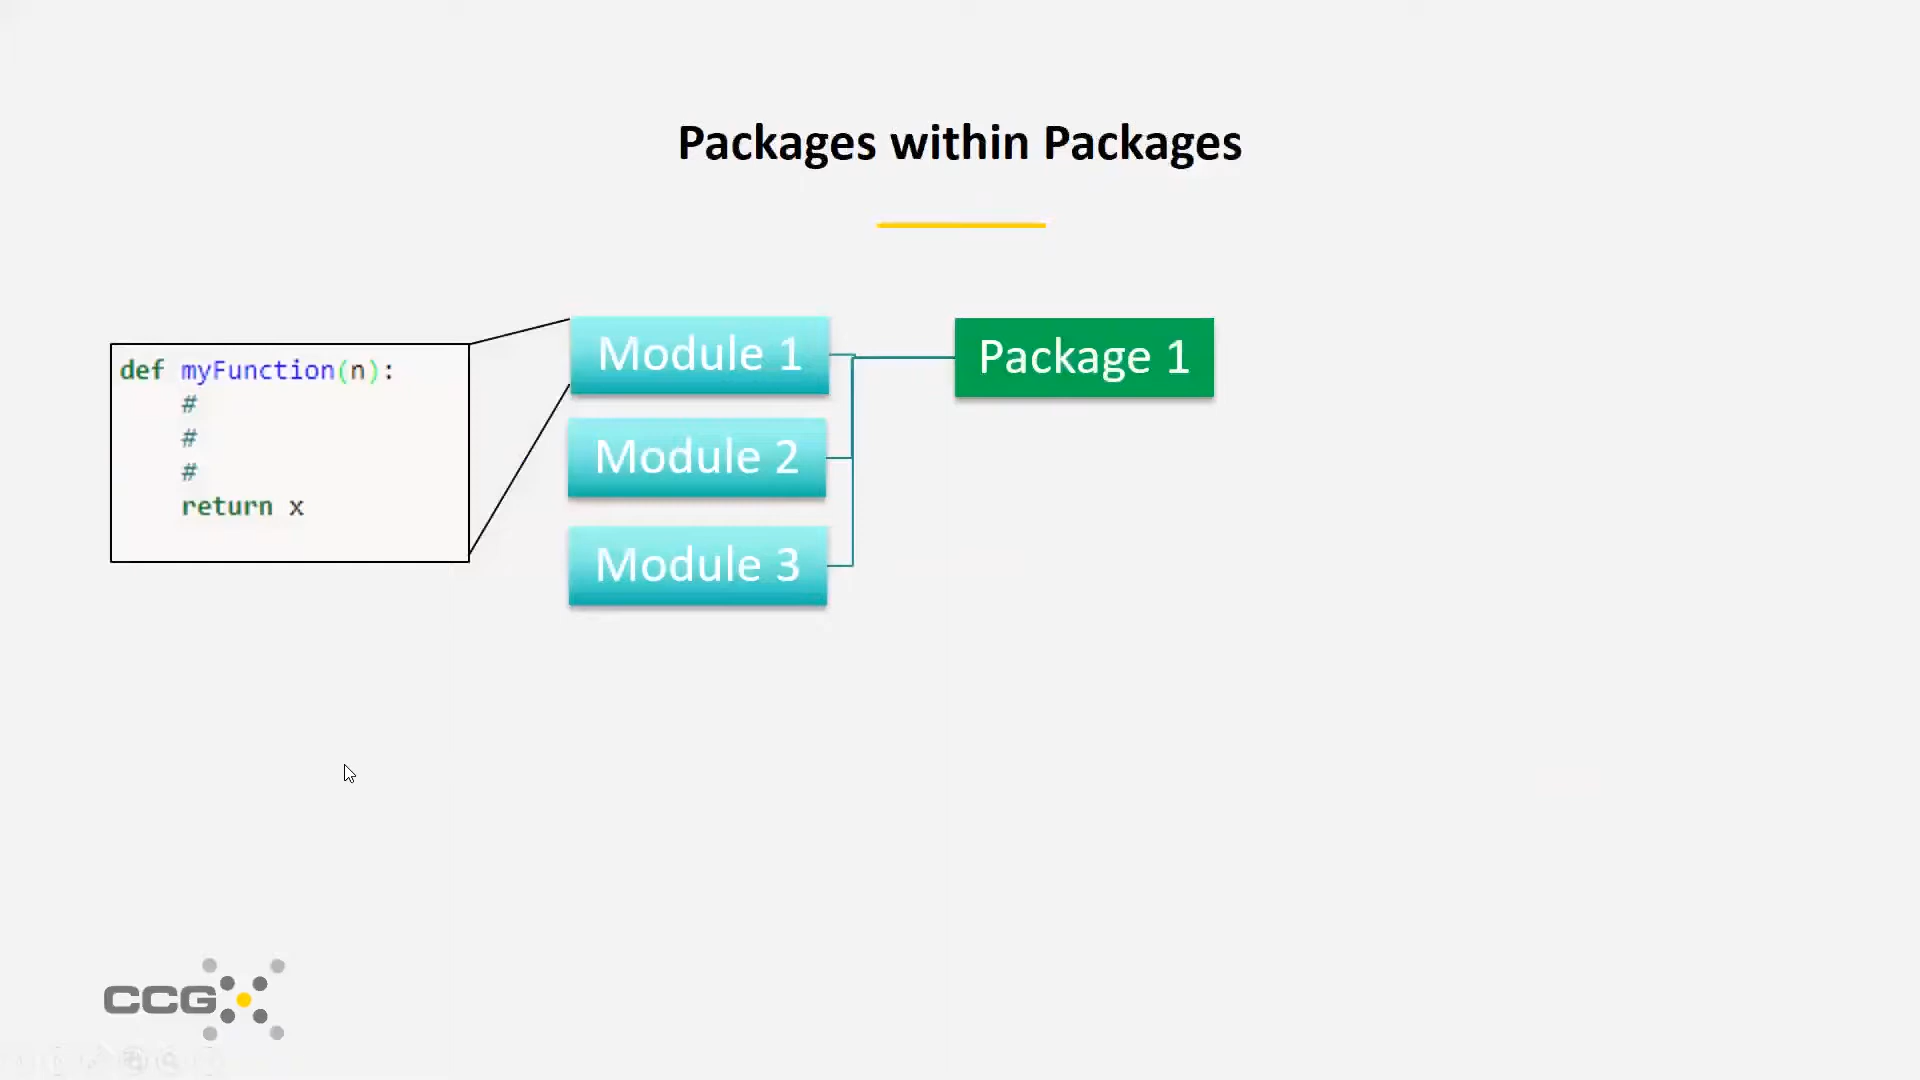 Packages within Packages
def myFunction(n):
#
#
#
return x
Module 1
Module 2
Module 3
Package 1
CCG